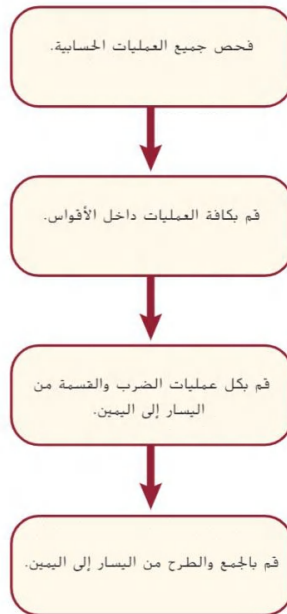 فحص جميع العمليات الحسابية.
قم بكافة العمليات داخل الأقواس.
قم بكل عمليات الضرب والقسمة من
اليسار إلى اليمين.
قم بالجمع والطرح من اليسار إلى اليمين.